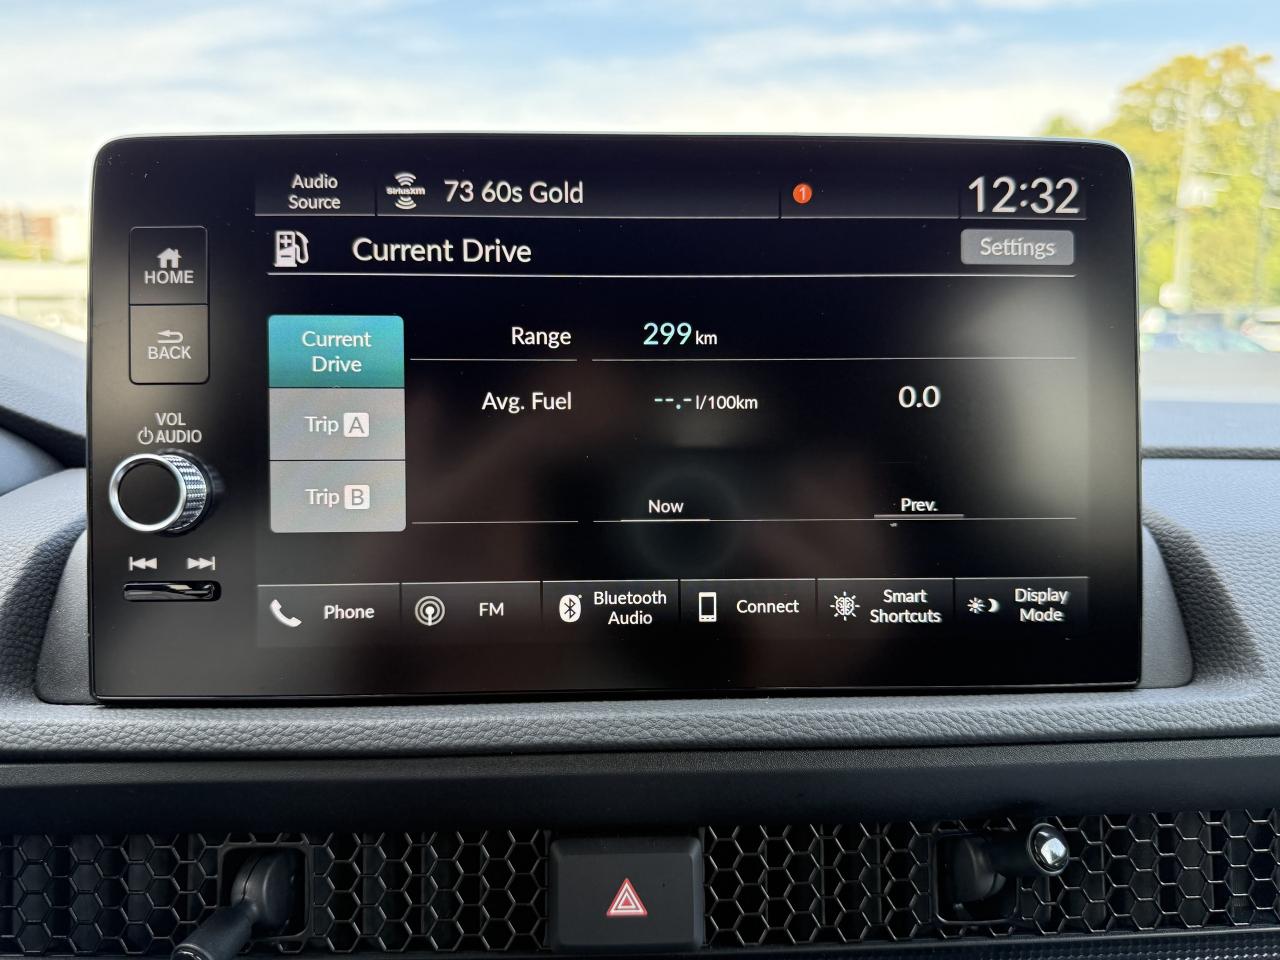 Audio
Source
SiriusXM
73 60s Gold
1
12:32
HOME
BACK
VOL
AUDIO
Current Drive
Settings
Current
Drive
Trip A
Trip B
Range
299 km
Avg. Fuel
--.- l/100km
0.0
Now
Prev.
Phone
FM
Bluetooth
Audio
Connect
Smart
Shortcuts
Display
Mode